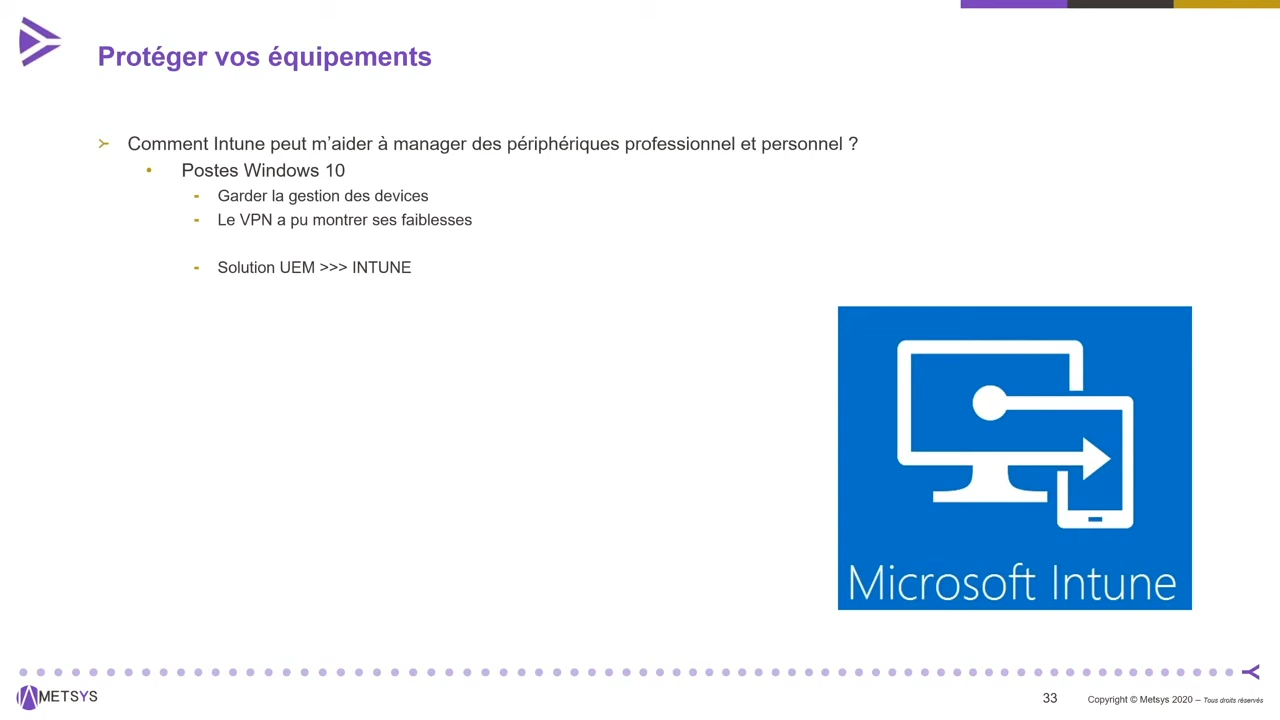 Protéger vos équipements
Comment Intune peut m’aider à manager des périphériques professionnel et personnel ?
• Postes Windows 10
- Garder la gestion des devices
- Le VPN a pu montrer ses faiblesses
- Solution UEM >>> INTUNE
Microsoft Intune
METSYS
33
Copyright © Metsys 2020 – Tous droits réservés